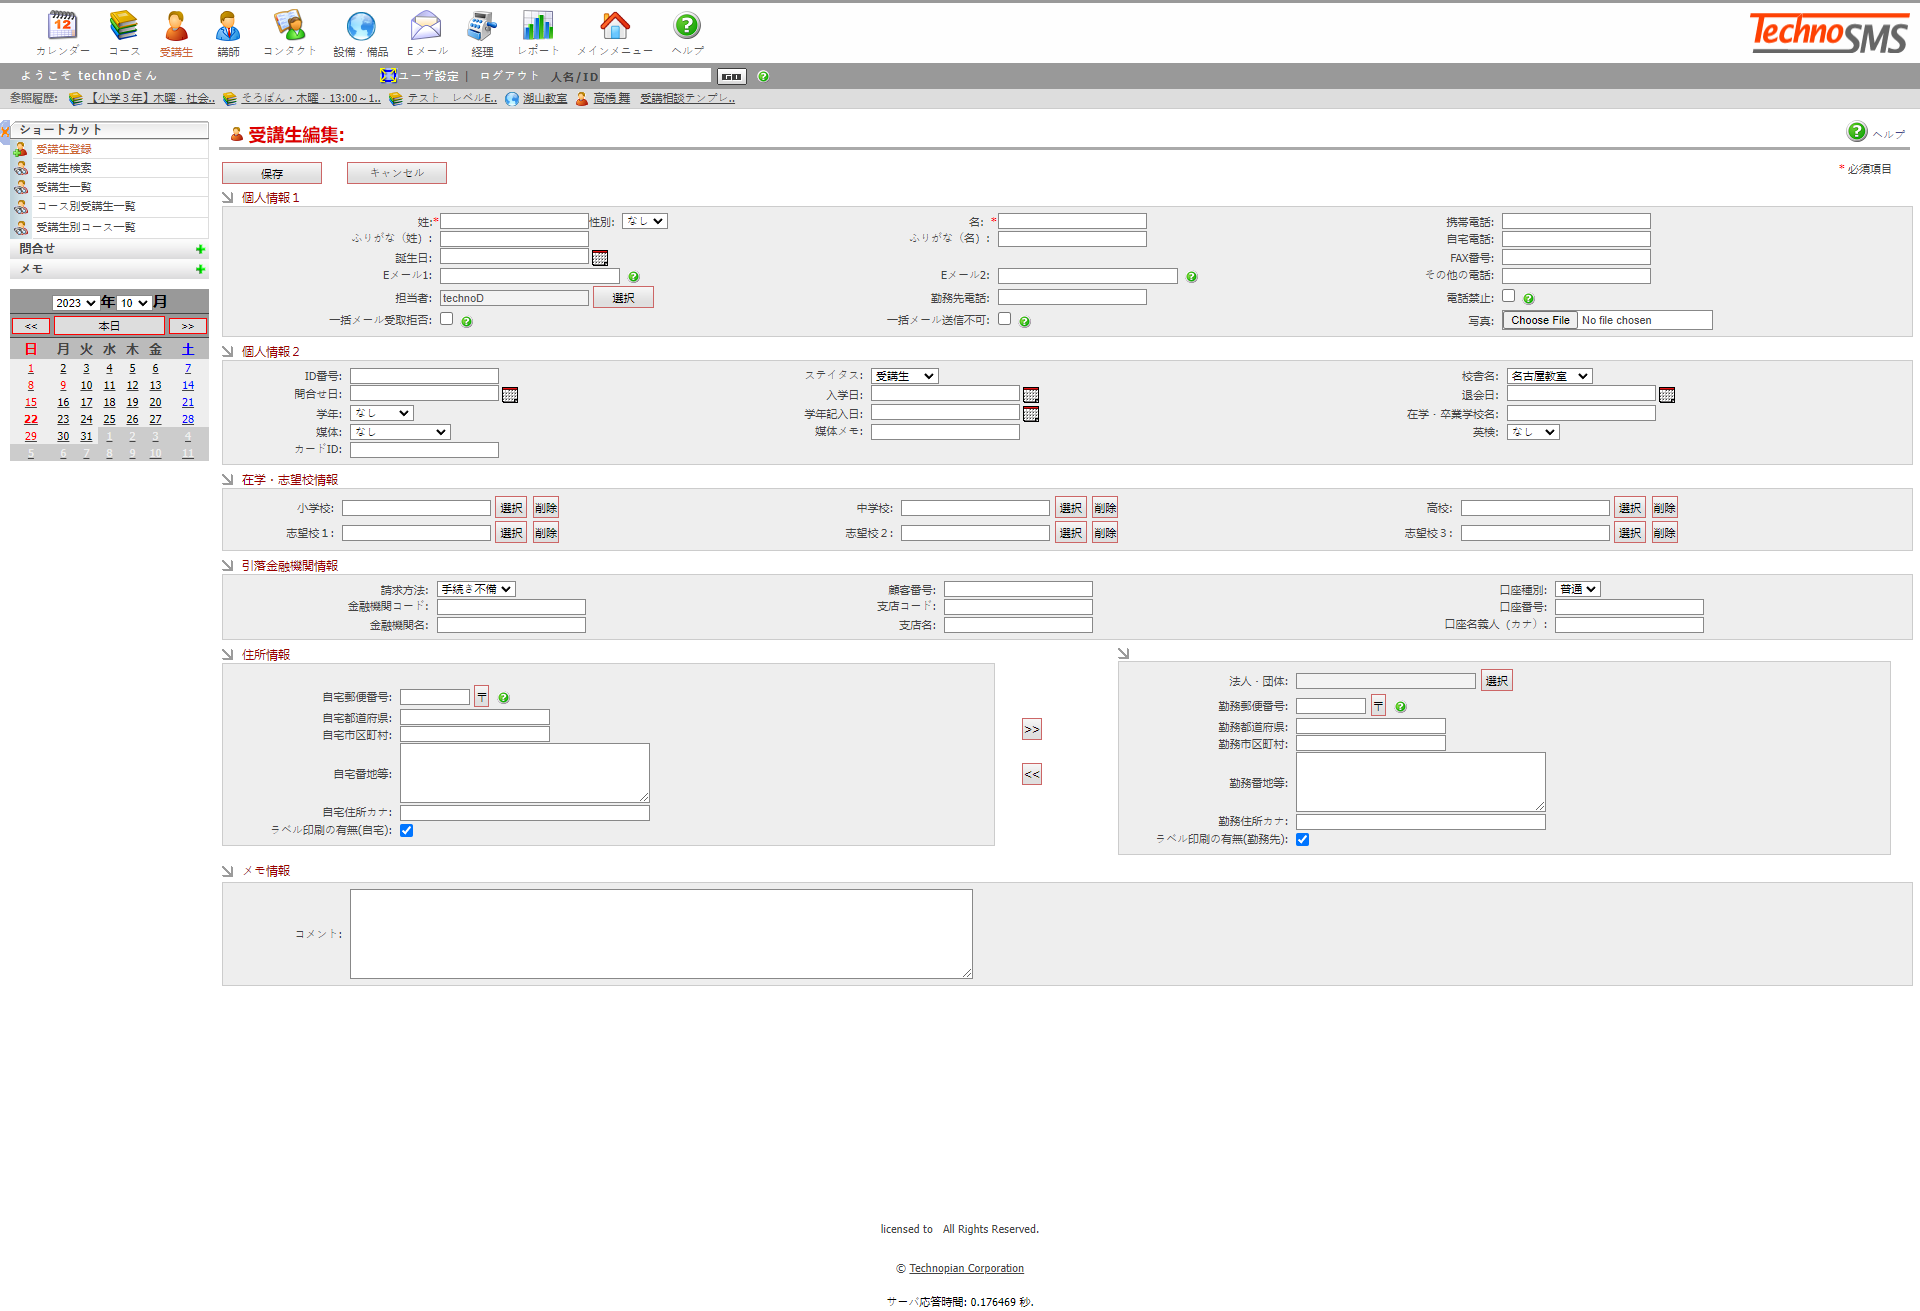 カレンダー コース 受講生 講師 コンタクト 設備・備品 Eメール 経理 レポート メインメニュー ヘルプ
TechnoSMS
ようこそ technoDさん ユーザ設定 | ログアウト 人名/ID GO
参照履歴: 【小学３年】木曜・社会.. そろばん・木曜・13:00～1.. テスト　レベルE.. 湖山教室 高橋 舞 受講相談テンプレ..
ショートカット
受講生登録
受講生検索
受講生一覧
コース別受講生一覧
受講生別コース一覧
問合せ
メモ
2023 年 10 月
<< 本日 >>
日 月 火 水 木 金 土
1 2 3 4 5 6 7
8 9 10 11 12 13 14
15 16 17 18 19 20 21
22 23 24 25 26 27 28
29 30 31 1 2 3 4
5 6 7 8 9 10 11
受講生編集:
ヘルプ
保存 キャンセル
* 必須項目
個人情報１
姓:* 性別: なし 名: * 携帯電話:
ふりがな（姓）: ふりがな（名）: 自宅電話:
誕生日: FAX番号:
Eメール1: Eメール2: その他の電話:
担当者: technoD 選択 勤務先電話: 電話禁止:
一括メール受取拒否: 一括メール送信不可: 写真: Choose File No file chosen
個人情報２
ID番号: ステイタス: 受講生 校舎名: 名古屋教室
問合せ日: 入学日: 退会日:
学年: なし 学年記入日: 在学・卒業学校名:
媒体: なし 媒体メモ: 英検: なし
カードID:
在学・志望校情報
小学校: 選択 削除 中学校: 選択 削除 高校: 選択 削除
志望校１: 選択 削除 志望校２: 選択 削除 志望校３: 選択 削除
引落金融機関情報
請求方法: 手続き不備 顧客番号: 口座種別: 普通
金融機関コード: 支店コード: 口座番号:
金融機関名: 支店名: 口座名義人（カナ）:
住所情報
自宅郵便番号: 〒
自宅都道府県:
自宅市区町村:
自宅番地等:
自宅住所カナ:
ラベル印刷の有無(自宅):
>>
<<
法人・団体: 選択
勤務郵便番号: 〒
勤務都道府県:
勤務市区町村:
勤務番地等:
勤務住所カナ:
ラベル印刷の有無(勤務先):
メモ情報
コメント:
licensed to All Rights Reserved.
© Technopian Corporation
サーバ応答時間: 0.176469 秒.